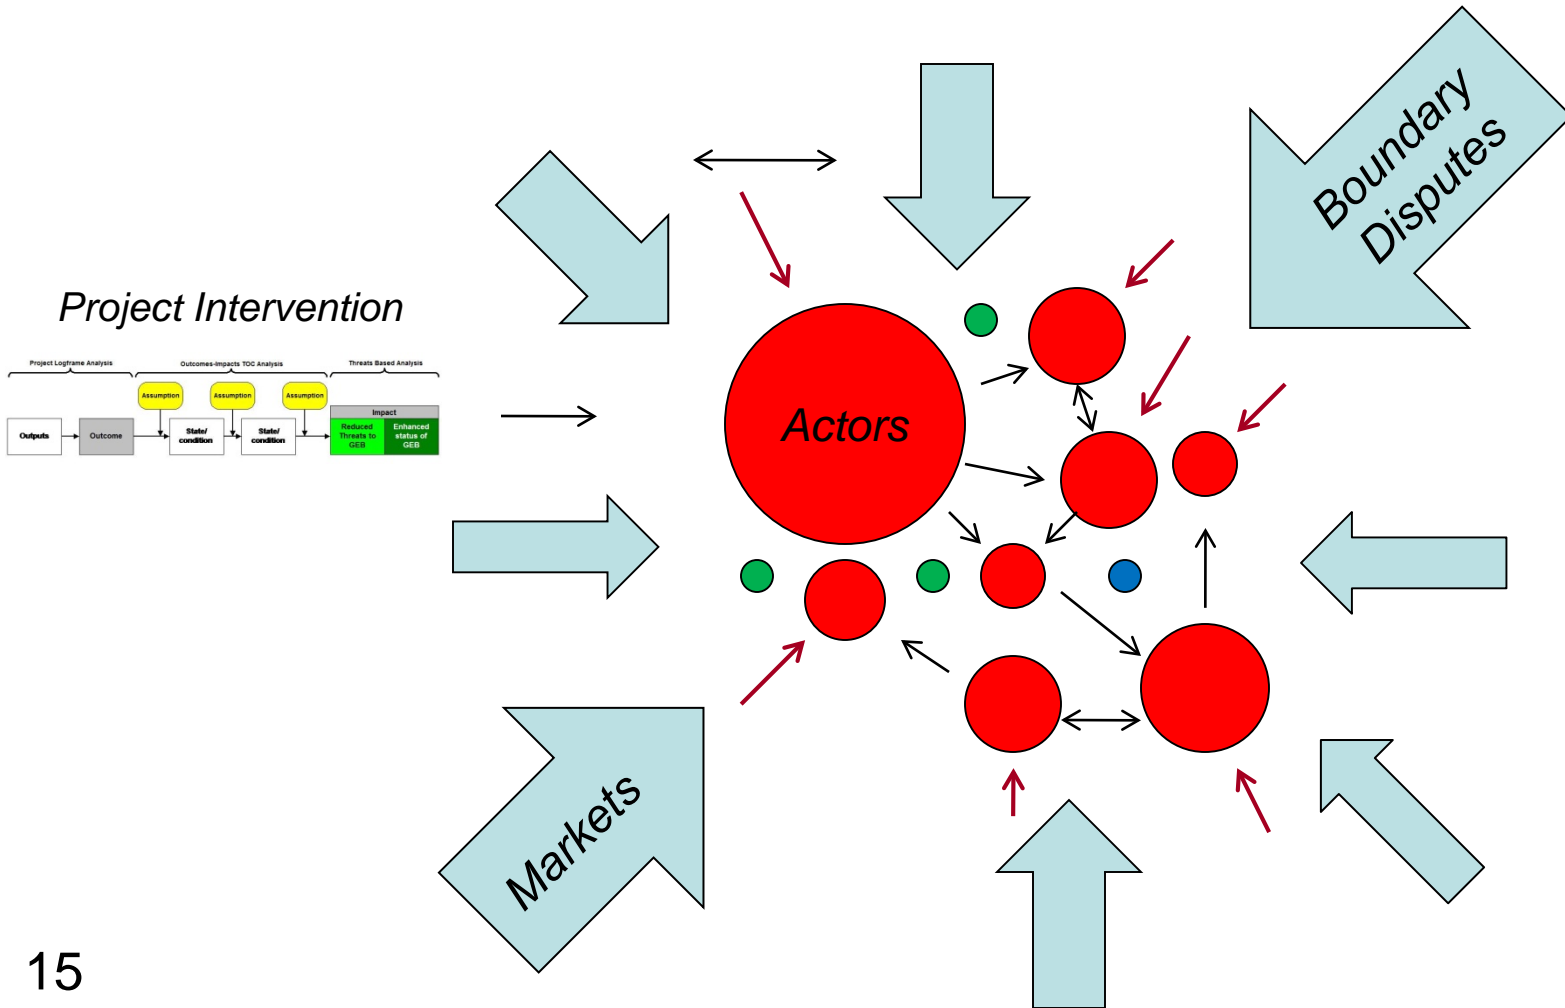 Boundary
Disputes
Project Intervention
Project Logframe Analysis
Outcomes-Impacts TOC Analysis
Threats Based Analysis
Assumption
Assumption
Assumption
Impact
Outputs
Outcome
State/
condition
State/
condition
Reduced
Threats to
GEB
Enhanced
status of
GEB
Actors
Markets
15